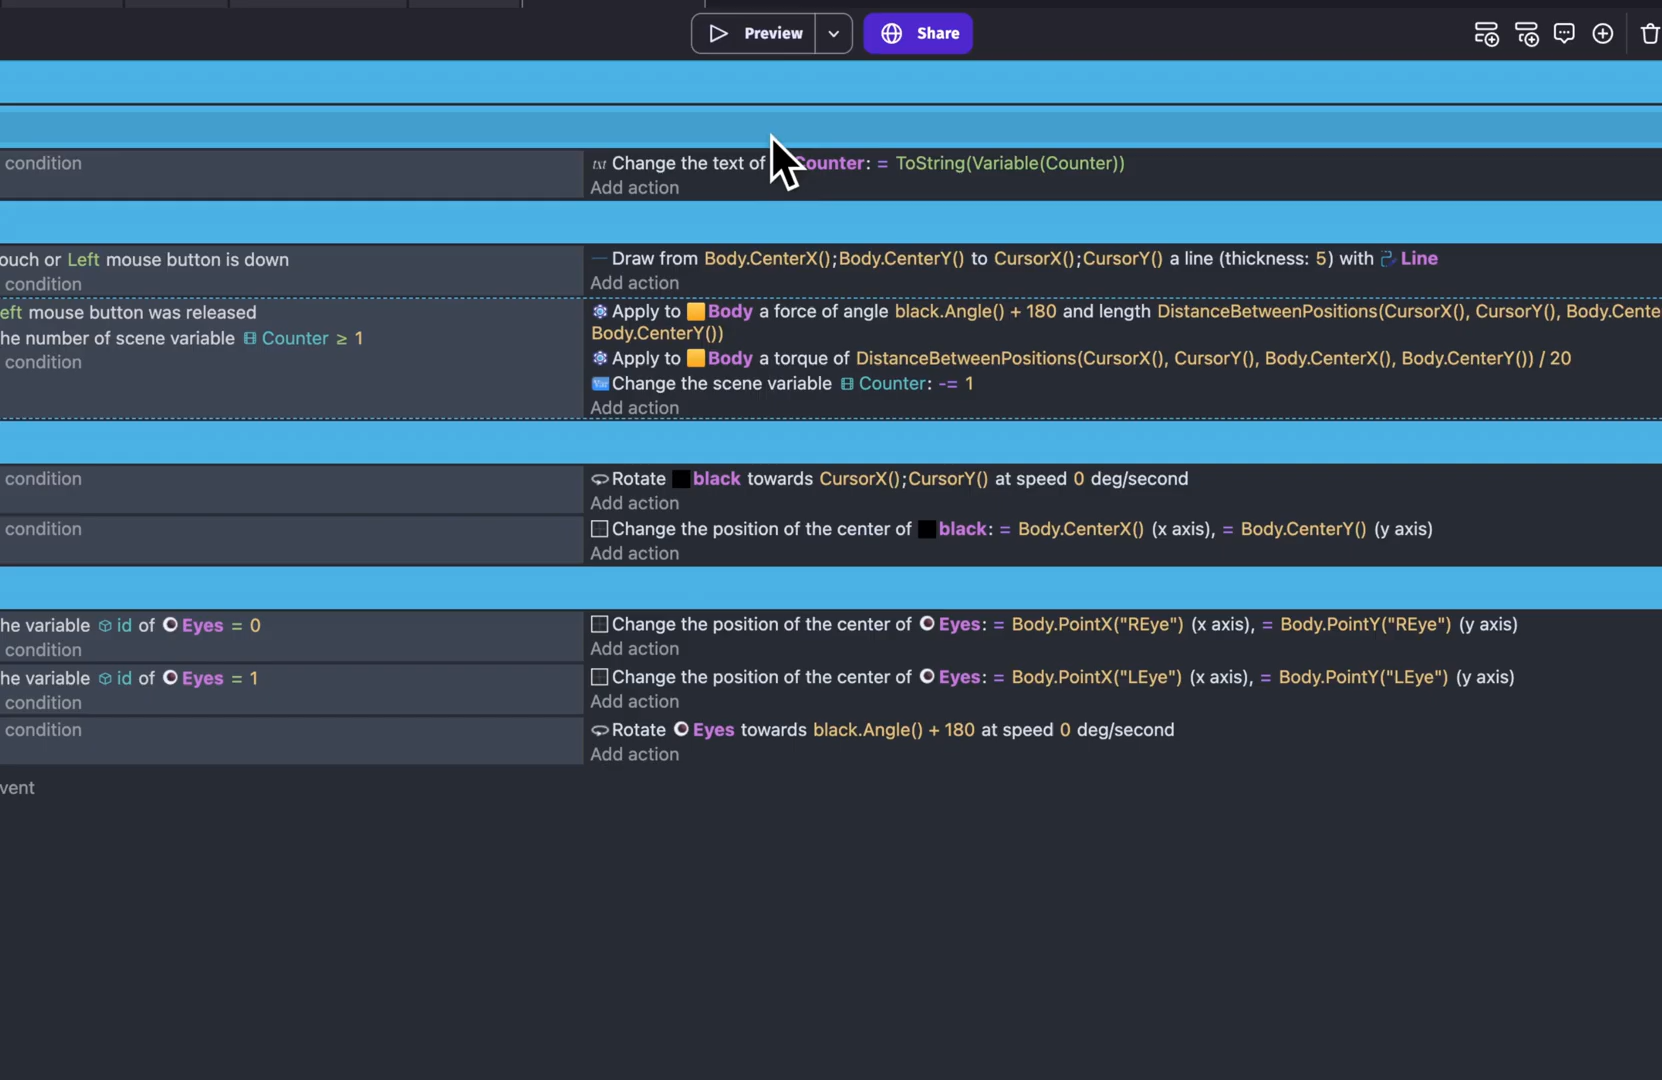 Preview
Share
condition
txt Change the text of Counter: = ToString(Variable(Counter))
Add action
ouch or Left mouse button is down
condition
Draw from Body.CenterX();Body.CenterY() to CursorX();CursorY() a line (thickness: 5) with Line
Add action
eft mouse button was released
he number of scene variable Counter ≥ 1
condition
Apply to Body a force of angle black.Angle() + 180 and length DistanceBetweenPositions(CursorX(), CursorY(), Body.Cente
Body.CenterY())
Apply to Body a torque of DistanceBetweenPositions(CursorX(), CursorY(), Body.CenterX(), Body.CenterY()) / 20
Var Change the scene variable Counter: -= 1
Add action
condition
Rotate black towards CursorX();CursorY() at speed 0 deg/second
Add action
condition
Change the position of the center of black: = Body.CenterX() (x axis), = Body.CenterY() (y axis)
Add action
he variable id of Eyes = 0
condition
Change the position of the center of Eyes: = Body.PointX("REye") (x axis), = Body.PointY("REye") (y axis)
Add action
he variable id of Eyes = 1
condition
Change the position of the center of Eyes: = Body.PointX("LEye") (x axis), = Body.PointY("LEye") (y axis)
Add action
condition
Rotate Eyes towards black.Angle() + 180 at speed 0 deg/second
Add action
vent